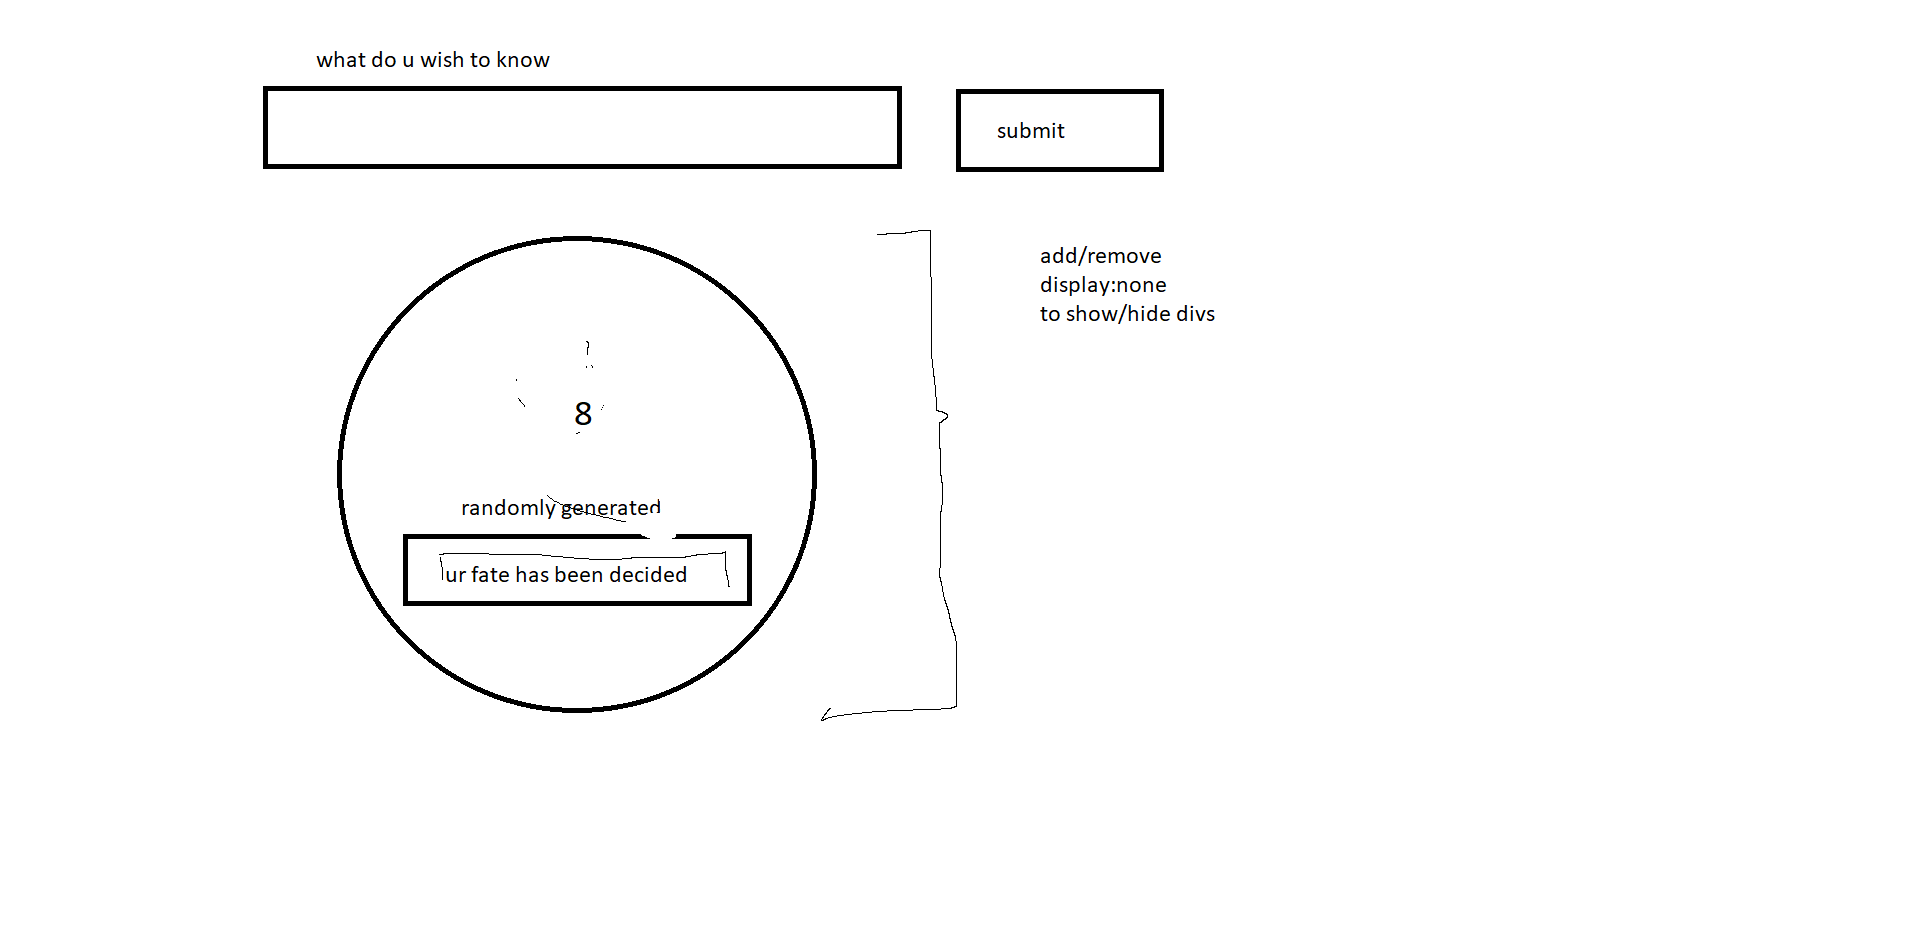 what do u wish to know
submit
add/remove
display:none
to show/hide divs
8
randomly generated
ur fate has been decided